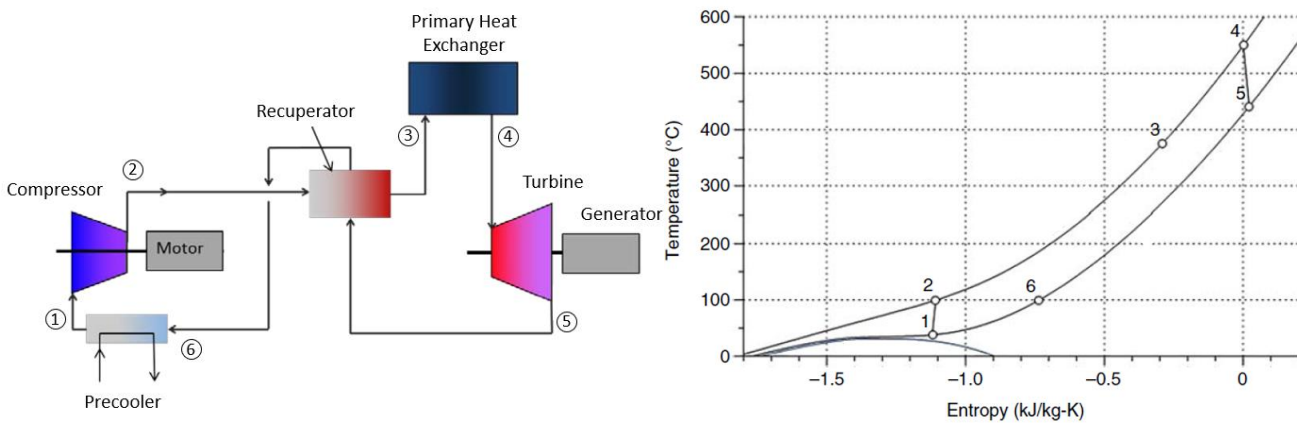 Primary Heat
Exchanger
Recuperator
③
④
②
Compressor
Turbine
Generator
Motor
①
⑥
⑤
Precooler
Temperature (°C)
600
500
400
300
200
100
0
4
5
3
2
6
1
−1.5
−1.0
−0.5
0
Entropy (kJ/kg-K)